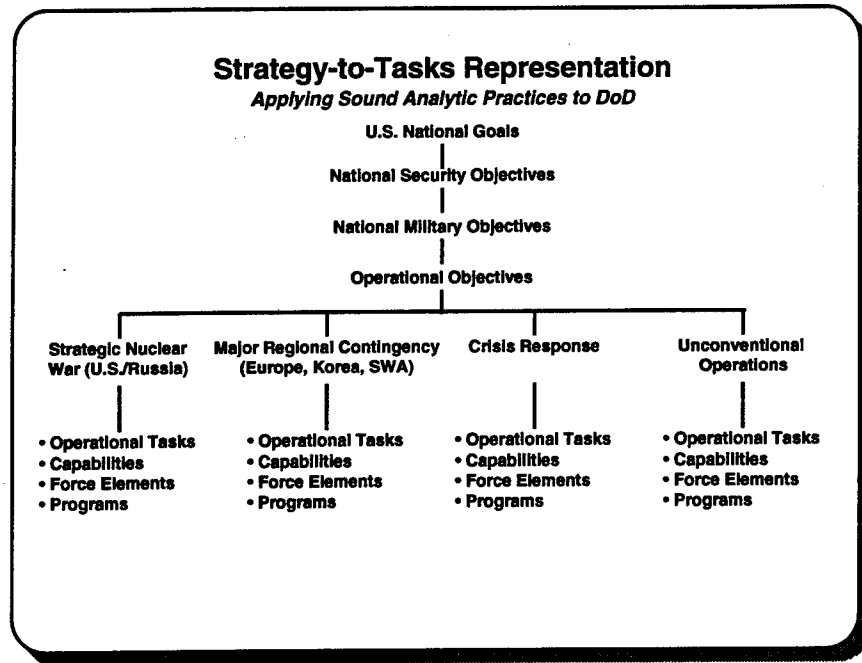 Strategy-to-Tasks Representation
Applying Sound Analytic Practices to DoD
U.S. National Goals
National Security Objectives
National Military Objectives
Operational Objectives
Strategic Nuclear
War (U.S./Russia)
Major Regional Contingency
(Europe, Korea, SWA)
Crisis Response
Unconventional
Operations
• Operational Tasks
• Capabilities
• Force Elements
• Programs
• Operational Tasks
• Capabilities
• Force Elements
• Programs
• Operational Tasks
• Capabilities
• Force Elements
• Programs
• Operational Tasks
• Capabilities
• Force Elements
• Programs